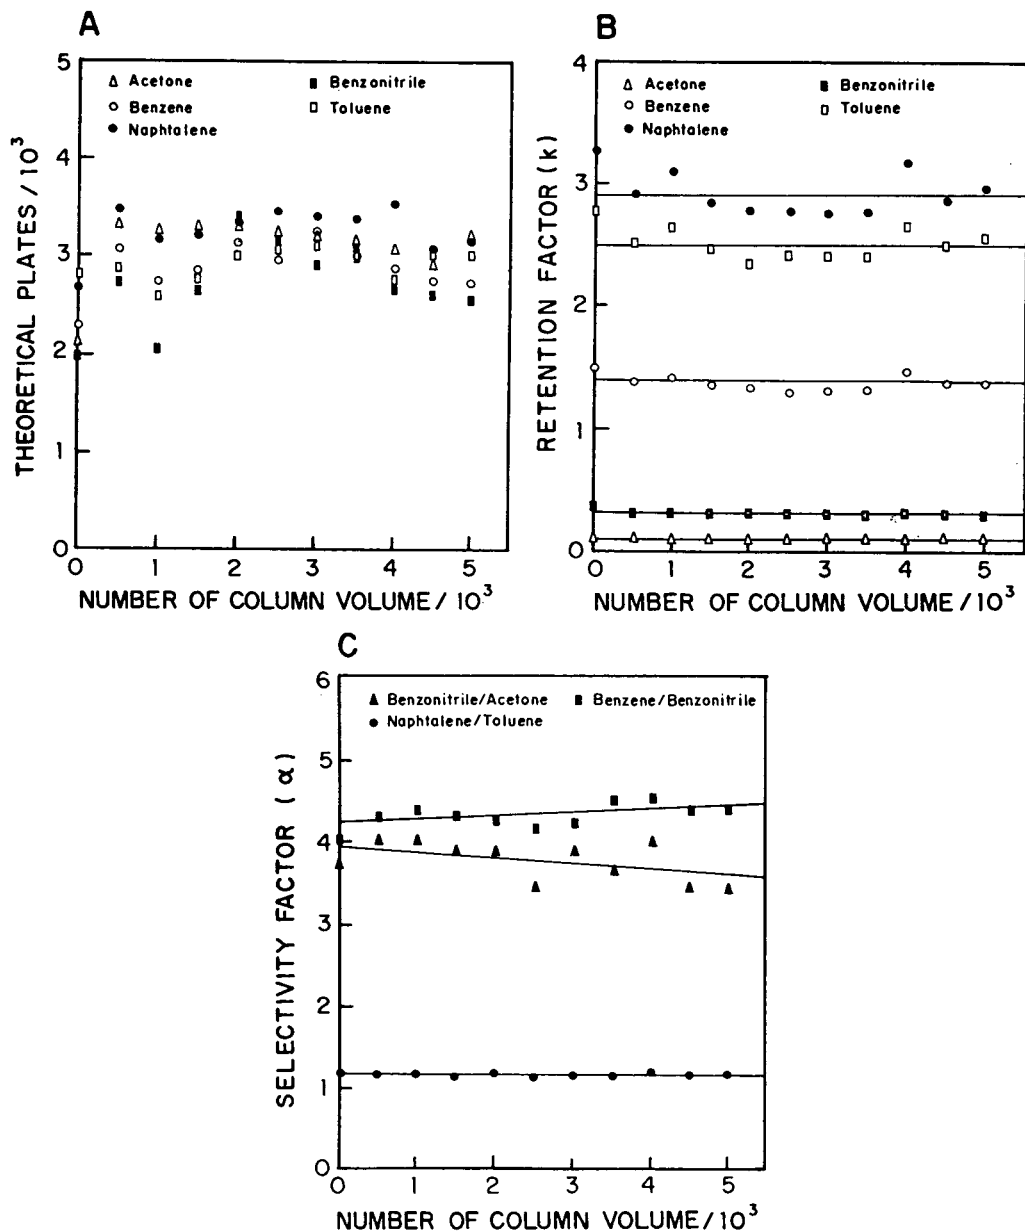 A
THEORETICAL PLATES / 10³
5
4
3
2
1
0
Acetone
Benzene
Naphtalene
Benzonitrile
Toluene
0 1 2 3 4 5
NUMBER OF COLUMN VOLUME / 10³
B
RETENTION FACTOR (k)
4
3
2
1
0
Acetone
Benzene
Naphtalene
Benzonitrile
Toluene
0 1 2 3 4 5
NUMBER OF COLUMN VOLUME / 10³
C
SELECTIVITY FACTOR (α)
6
5
4
3
2
1
0
Benzonitrile/Acetone
Naphtalene/Toluene
Benzene/Benzonitrile
0 1 2 3 4 5
NUMBER OF COLUMN VOLUME/10³